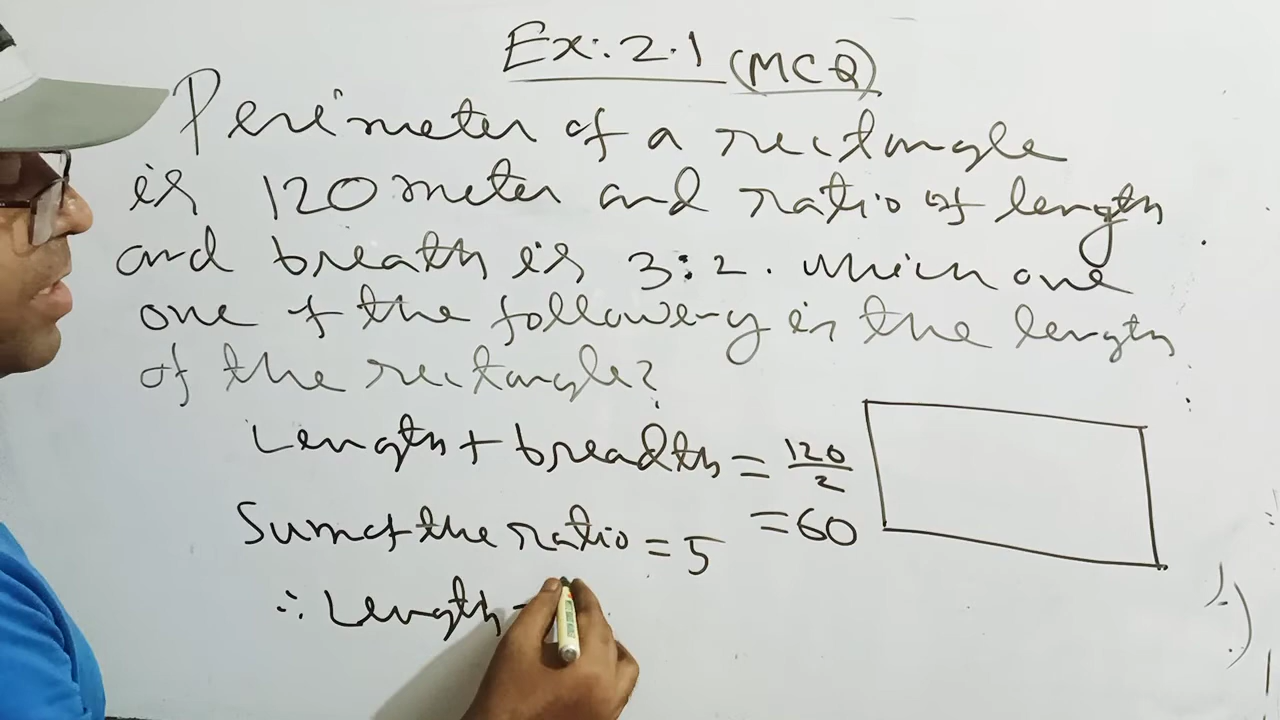 Ex:.2.1 (MCQ)
Perimeter of a rectangle
is 120 meter and ratio of length
and breath is 3:2. which one
one of the following is the length
of the rectangle?
Length + breadth = 120/2
= 60
Sum of the ratio = 5
∴ Length